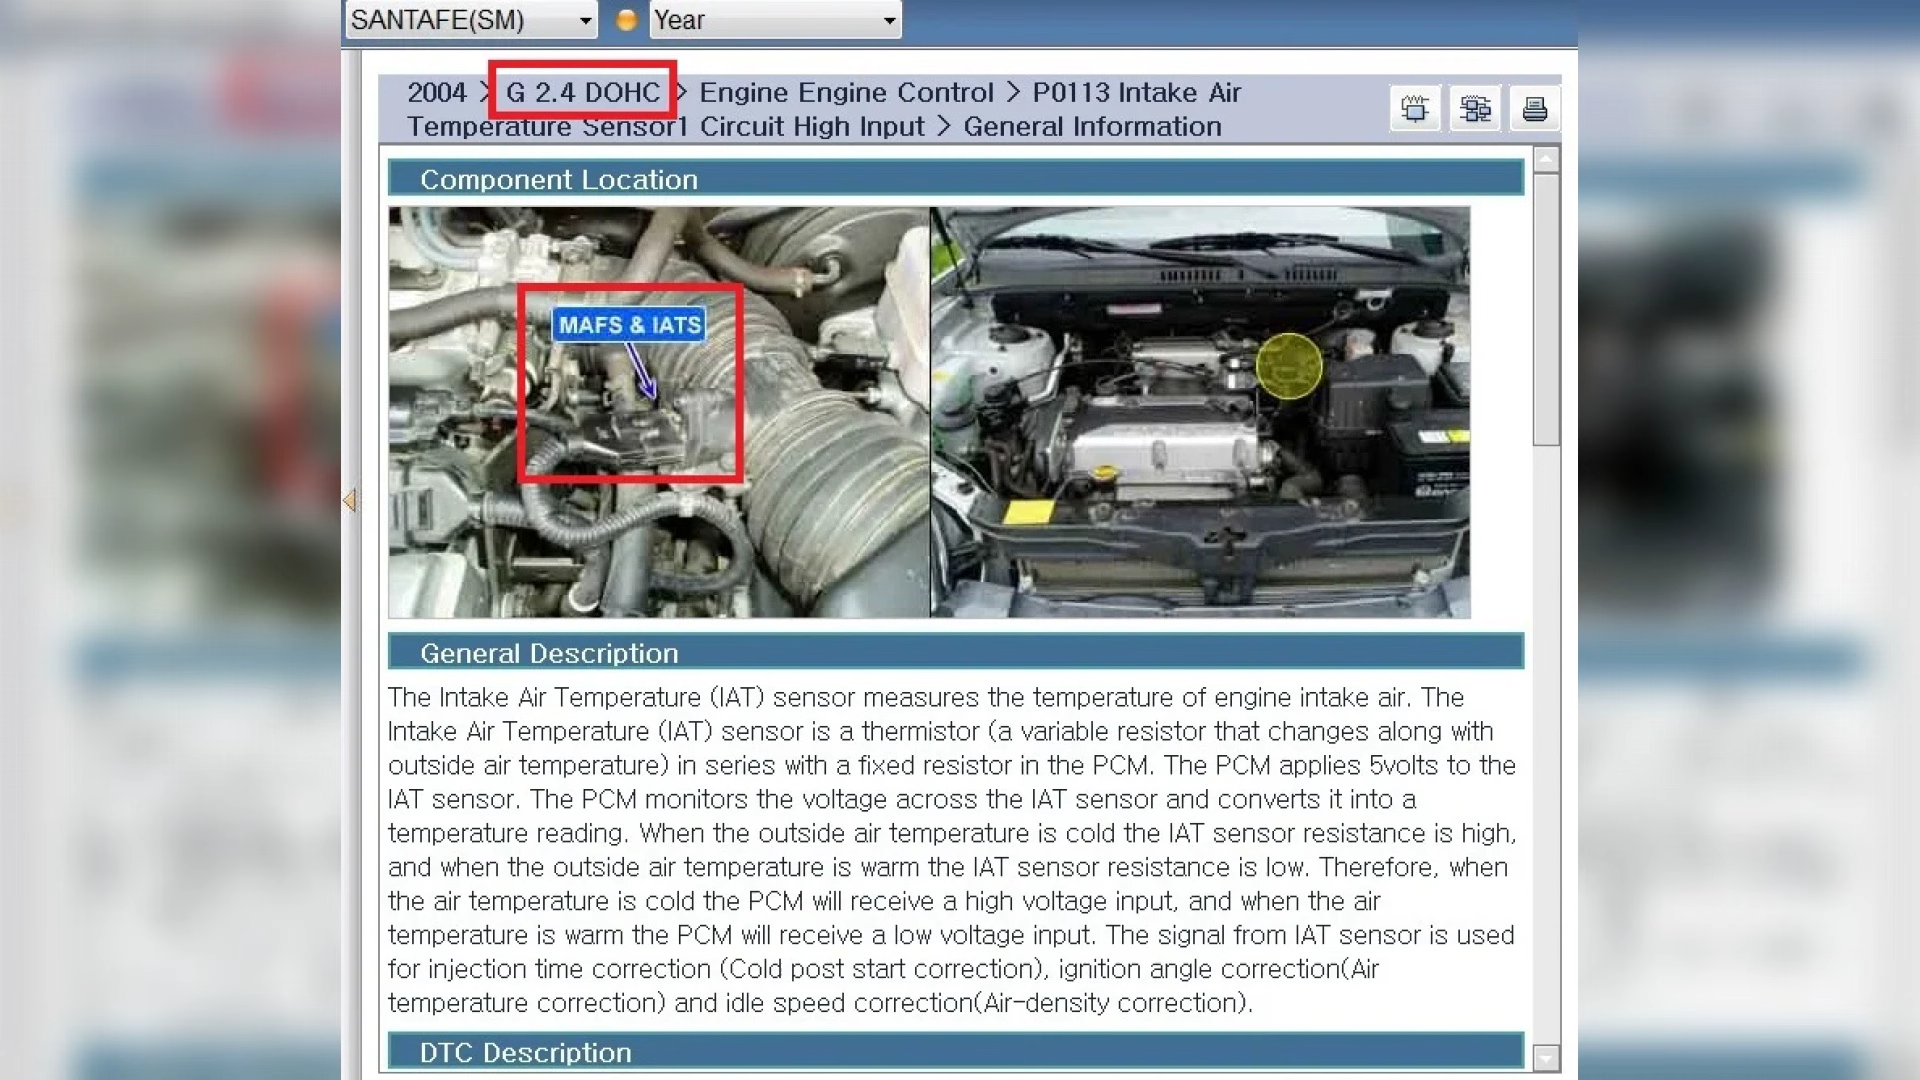 SANTAFE(SM) Year
2004 > G 2.4 DOHC > Engine Engine Control > P0113 Intake Air
Temperature Sensor1 Circuit High Input > General Information
Component Location
MAFS & IATS
General Description
The Intake Air Temperature (IAT) sensor measures the temperature of engine intake air. The
Intake Air Temperature (IAT) sensor is a thermistor (a variable resistor that changes along with
outside air temperature) in series with a fixed resistor in the PCM. The PCM applies 5volts to the
IAT sensor. The PCM monitors the voltage across the IAT sensor and converts it into a
temperature reading. When the outside air temperature is cold the IAT sensor resistance is high,
and when the outside air temperature is warm the IAT sensor resistance is low. Therefore, when
the air temperature is cold the PCM will receive a high voltage input, and when the air
temperature is warm the PCM will receive a low voltage input. The signal from IAT sensor is used
for injection time correction (Cold post start correction), ignition angle correction(Air
temperature correction) and idle speed correction(Air-density correction).
DTC Description